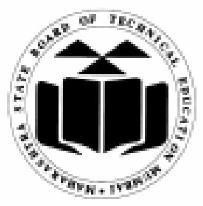 MAHARASHTRA STATE BOARD OF TECHNICAL EDUCATION MUMBAI